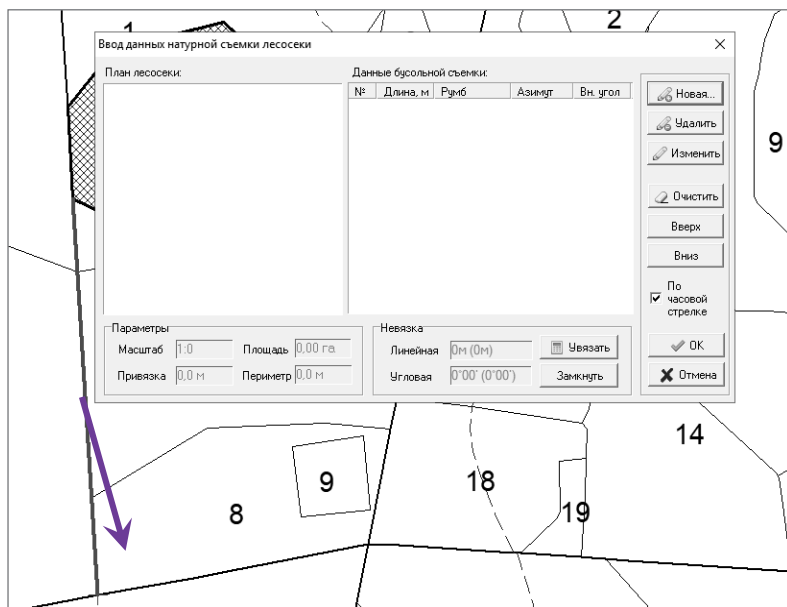 1
2
Ввод данных натурной съемки лесосеки
План лесосеки:
Данные бусольной съемки:
№ Длина, м Румб Азимут Вн. угол
Новая...
Удалить
Изменить
9
Очистить
Вверх
Вниз
По
часовой
стрелке
Параметры
Масштаб 1:0 Площадь 0,00 га
Привязка 0,0 м Периметр 0,0 м
Невязка
Линейная 0м (0м) Увязать
Угловая 0°00' (0°00') Замкнуть
OK
Отмена
14
9
18
8
19